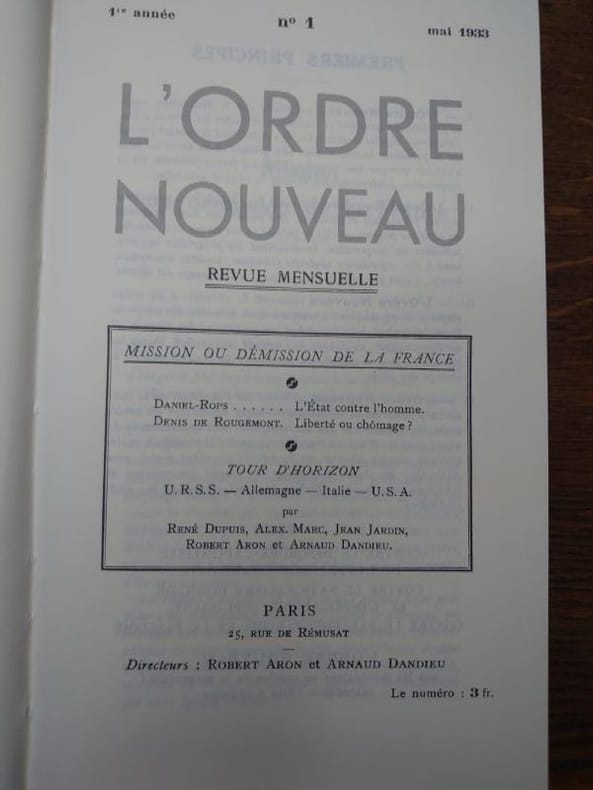 1re année
nº 1
mai 1933
L'ORDRE
NOUVEAU
REVUE MENSUELLE
MISSION OU DÉMISSION DE LA FRANCE
DANIEL-ROPS . . . . . . L'État contre l'homme.
DENIS DE ROUGEMONT. Liberté ou chômage ?
TOUR D'HORIZON
U. R. S. S. — Allemagne — Italie — U. S. A.
par
RENÉ DUPUIS, ALEX. MARC, JEAN JARDIN,
ROBERT ARON et ARNAUD DANDIEU.
PARIS
25, RUE DE RÉMUSAT
Directeurs : ROBERT ARON et ARNAUD DANDIEU
Le numéro : 3 fr.